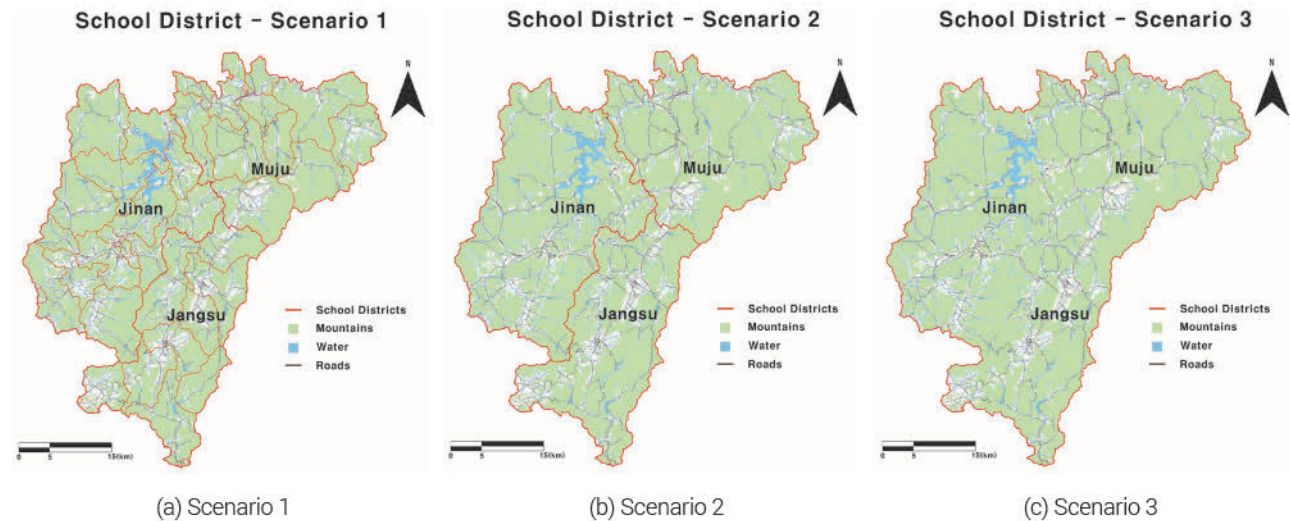 School District - Scenario 1
N
Muju
Jinan
Jangsu
School Districts
Mountains
Water
Roads
0 5 15(km)
(a) Scenario 1
School District - Scenario 2
N
Muju
Jinan
Jangsu
School Districts
Mountains
Water
Roads
0 5 15(km)
(b) Scenario 2
School District - Scenario 3
N
Muju
Jinan
Jangsu
School Districts
Mountains
Water
Roads
0 5 15(km)
(c) Scenario 3